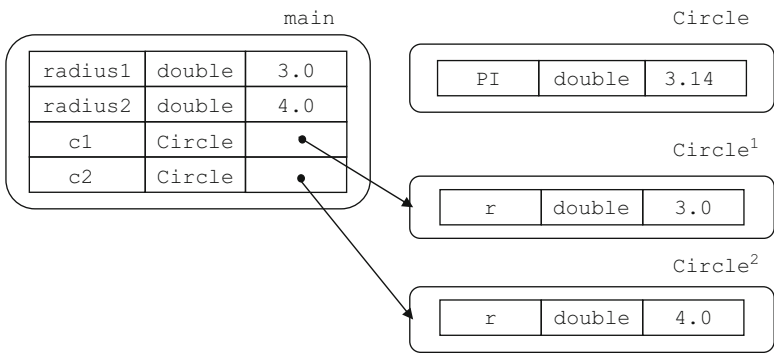 main
radius1 double 3.0
radius2 double 4.0
c1 Circle
c2 Circle
Circle
PI double 3.14
Circle¹
r double 3.0
Circle²
r double 4.0